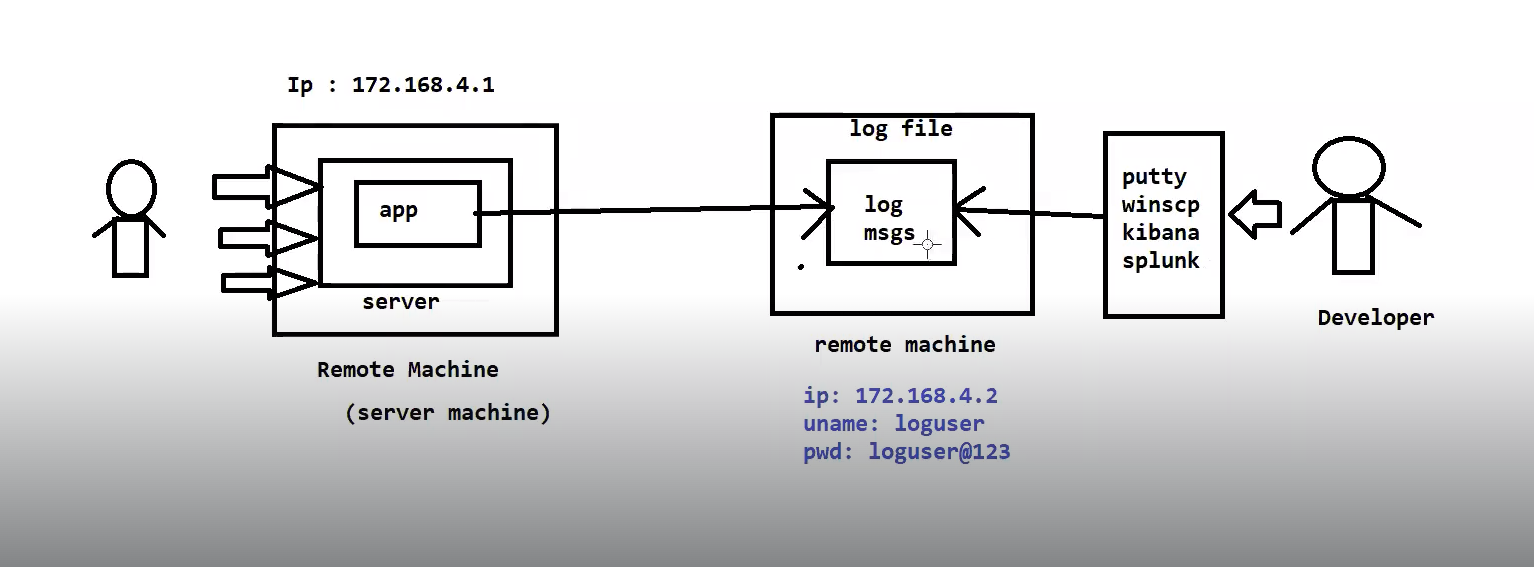 Ip : 172.168.4.1
app
server
Remote Machine
(server machine)
log file
log
msgs
remote machine
ip: 172.168.4.2
uname: loguser
pwd: loguser@123
putty
winscp
kibana
splunk
Developer